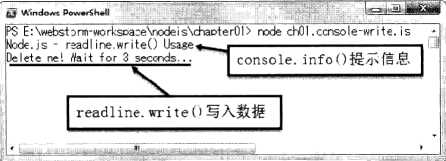 Windows PowerShell
PS E:\webstorm-workspace\nodejs\chapter01> node ch01.console-write.js
Node.js - readline.write() Usage
Delete me! Wait for 3 seconds...
console.info()提示信息
readline.write()写入数据